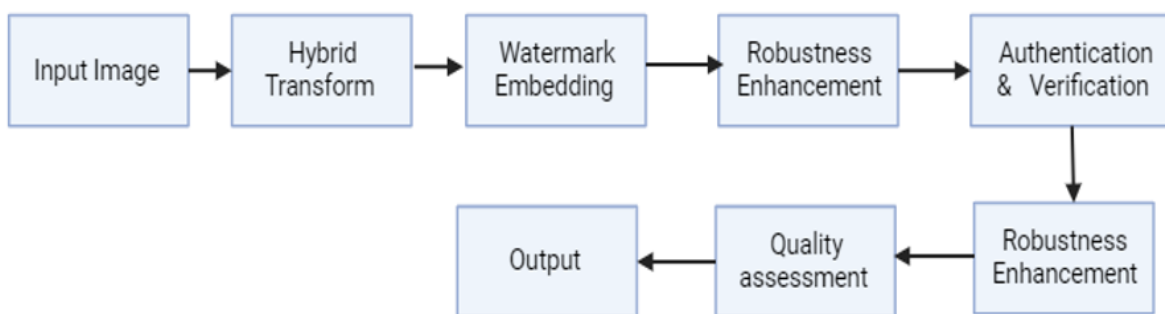 Input Image
Hybrid
Transform
Watermark
Embedding
Robustness
Enhancement
Authentication
& Verification
Robustness
Enhancement
Quality
assessment
Output